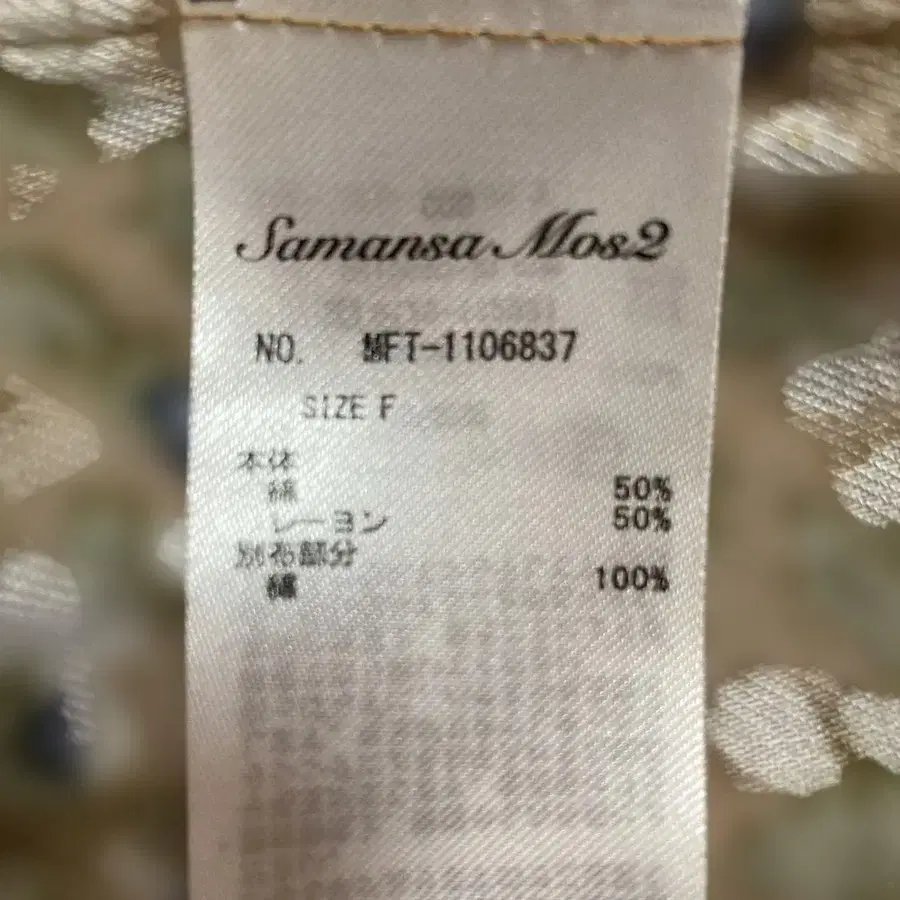 Samansa Mos2
NO. MFT-1106837
SIZE F
本体
綿 50%
レーヨン 50%
別布部分
綿 100%